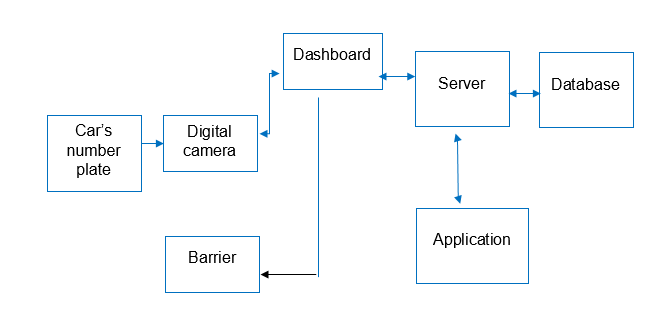 Dashboard
Server
Database
Car’s
number
plate
Digital
camera
Barrier
Application